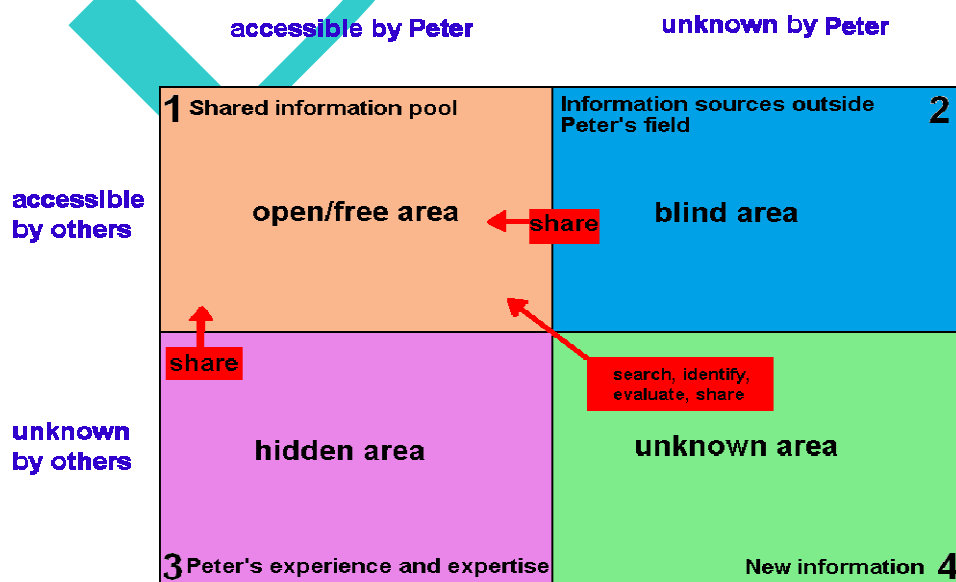 accessible by Peter
unknown by Peter
1 Shared information pool
Information sources outside
Peter's field
2
accessible
by others
open/free area
share
blind area
share
search, identify,
evaluate, share
unknown
by others
hidden area
unknown area
3 Peter's experience and expertise
New information 4